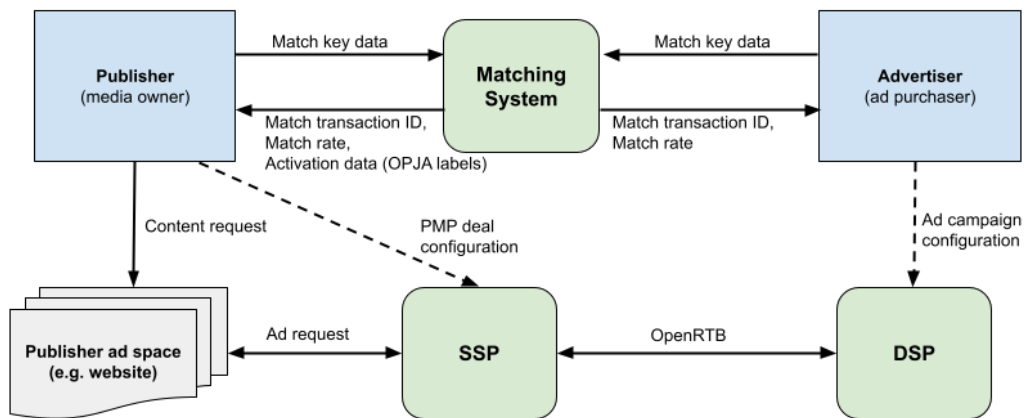 Publisher
(media owner)
Match key data
Matching
System
Match key data
Advertiser
(ad purchaser)
Match transaction ID,
Match rate,
Activation data (OPJA labels)
Match transaction ID,
Match rate
Content request
PMP deal
configuration
Ad campaign
configuration
Publisher ad space
(e.g. website)
Ad request
SSP
OpenRTB
DSP